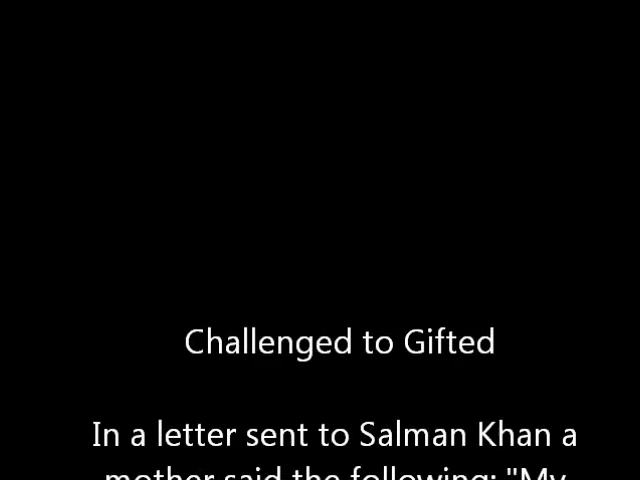 Challenged to Gifted
In a letter sent to Salman Khan a
mother said the following: "My